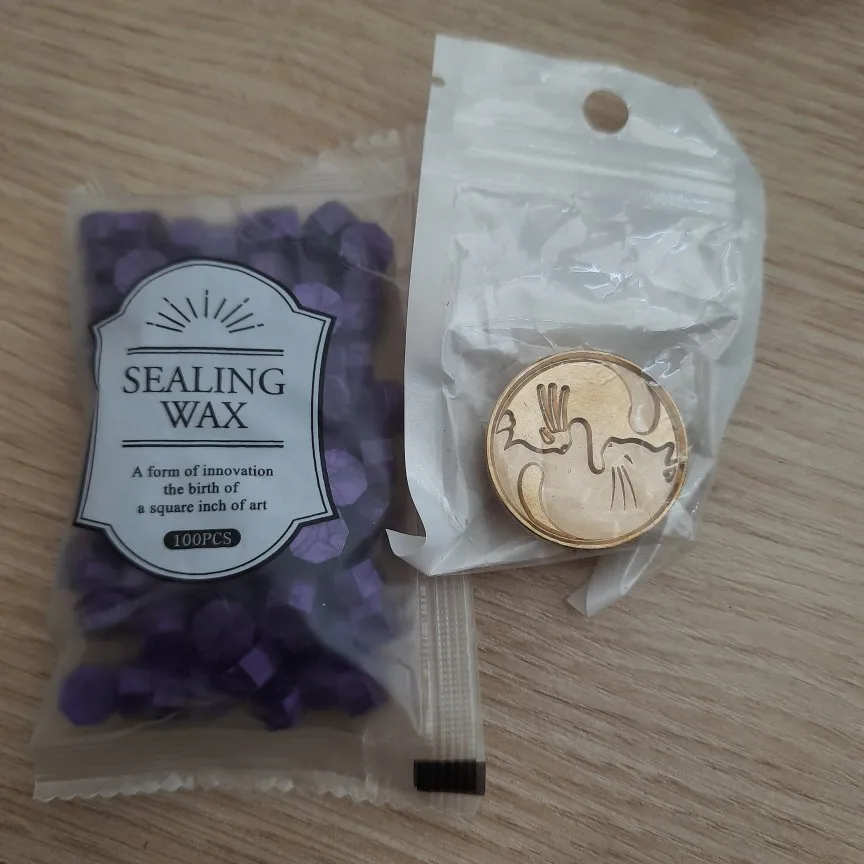 SEALING
WAX
A form of innovation
the birth of
a square inch of art
100PCS